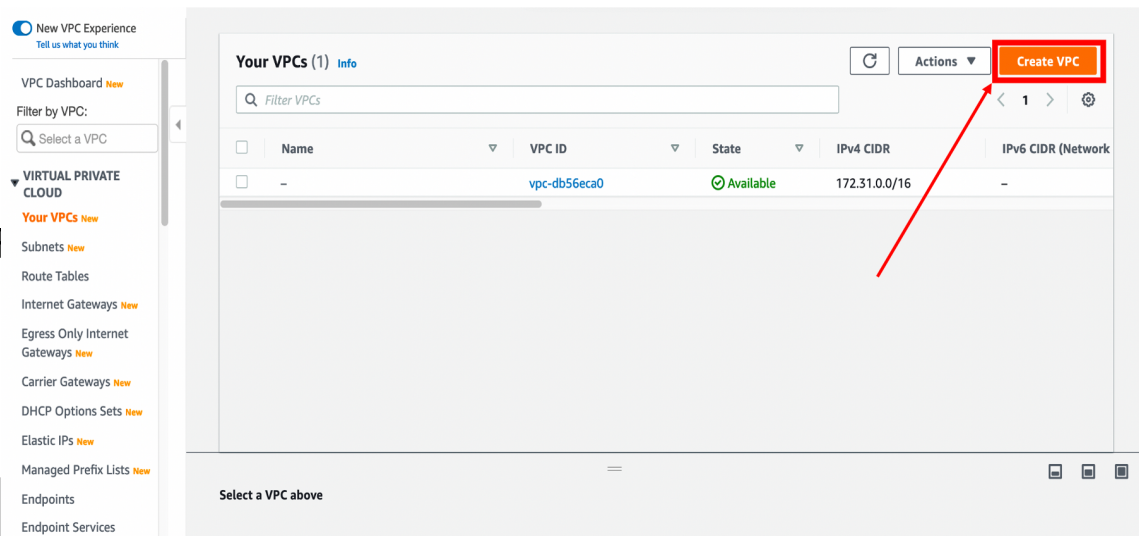 New VPC Experience
Tell us what you think
VPC Dashboard New
Filter by VPC:
Select a VPC
VIRTUAL PRIVATE
CLOUD
Your VPCs New
Subnets New
Route Tables
Internet Gateways New
Egress Only Internet
Gateways New
Carrier Gateways New
DHCP Options Sets New
Elastic IPs New
Managed Prefix Lists New
Endpoints
Endpoint Services
Your VPCs (1) Info
Actions
Create VPC
Filter VPCs
1
Name VPC ID State IPv4 CIDR IPv6 CIDR (Network
– vpc-db56eca0 Available 172.31.0.0/16 –
Select a VPC above